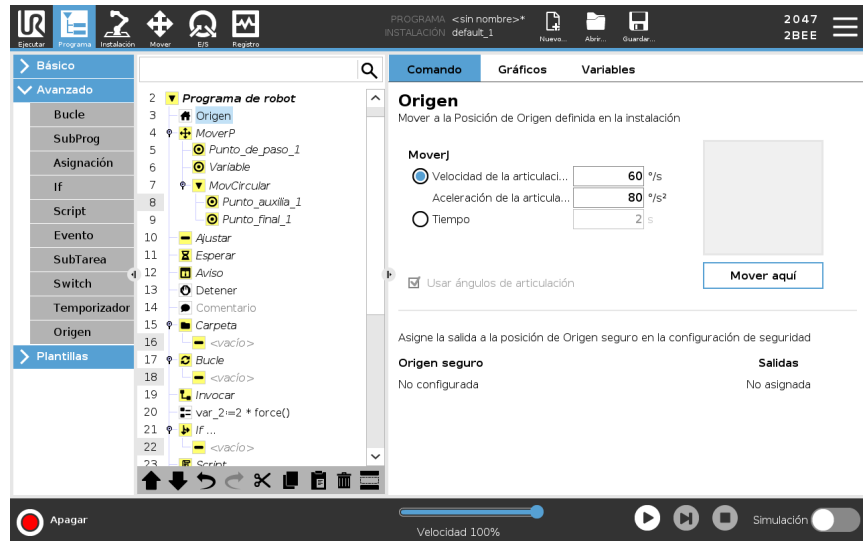 PROGRAMA <sin nombre>*
INSTALACIÓN default_1
2047
2BEE
Ejecutar
Programa
Instalación
Mover
E/S
Registro
Nuevo...
Abrir...
Guardar...
Básico
Avanzado
Bucle
SubProg
Asignación
If
Script
Evento
SubTarea
Switch
Temporizador
Origen
Plantillas
2 Programa de robot
3 Origen
4 MoverP
5 Punto_de_paso_1
6 Variable
7 MovCircular
8 Punto_auxilia_1
9 Punto_final_1
10 Ajustar
11 Esperar
12 Aviso
13 Detener
14 Comentario
15 Carpeta
16 <vacío>
17 Bucle
18 <vacío>
19 Invocar
20 var_2:=2 * force()
21 If ...
22 <vacío>
23 Script
Comando Gráficos Variables
Origen
Mover a la Posición de Origen definida en la instalación
MoverJ
Velocidad de la articulaci... 60 °/s
Aceleración de la articula... 80 °/s²
Tiempo 2 s
Usar ángulos de articulación
Mover aquí
Asigne la salida a la posición de Origen seguro en la configuración de seguridad
Origen seguro Salidas
No configurada No asignada
Apagar
Velocidad 100%
Simulación